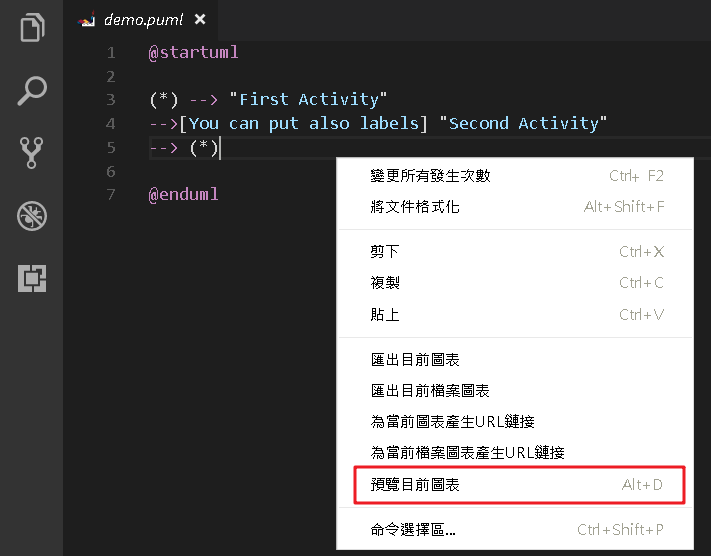 demo.puml ×
1 @startuml
2
3 (*) --> "First Activity"
4 -->[You can put also labels] "Second Activity"
5 --> (*)
6
7 @enduml
變更所有發生次數 Ctrl+ F2
將文件格式化 Alt+Shift+F
剪下 Ctrl+X
複製 Ctrl+C
貼上 Ctrl+V
匯出目前圖表
匯出目前檔案圖表
為當前圖表產生URL鏈接
為當前檔案圖表產生URL鏈接
預覽目前圖表 Alt+D
命令選擇區... Ctrl+Shift+P